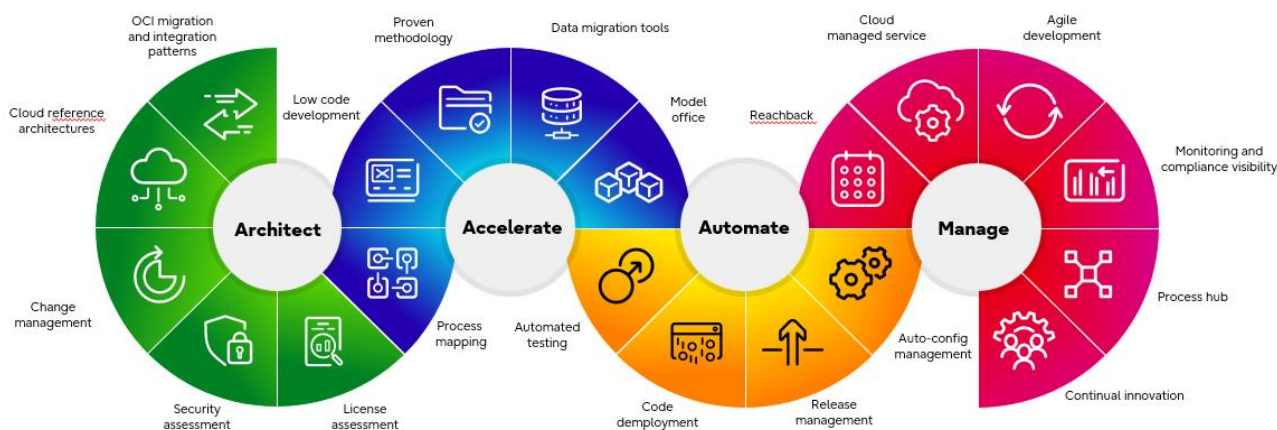 OCI migration
and integration
patterns
Cloud reference
architectures
Change
management
Security
assessment
License
assessment
Architect
Low code
development
Proven
methodology
Data migration tools
Model
office
Process
mapping
Accelerate
Automated
testing
Code
demployment
Release
management
Auto-config
management
Automate
Reachback
Cloud
managed service
Agile
development
Monitoring and
compliance visibility
Process hub
Continual innovation
Manage